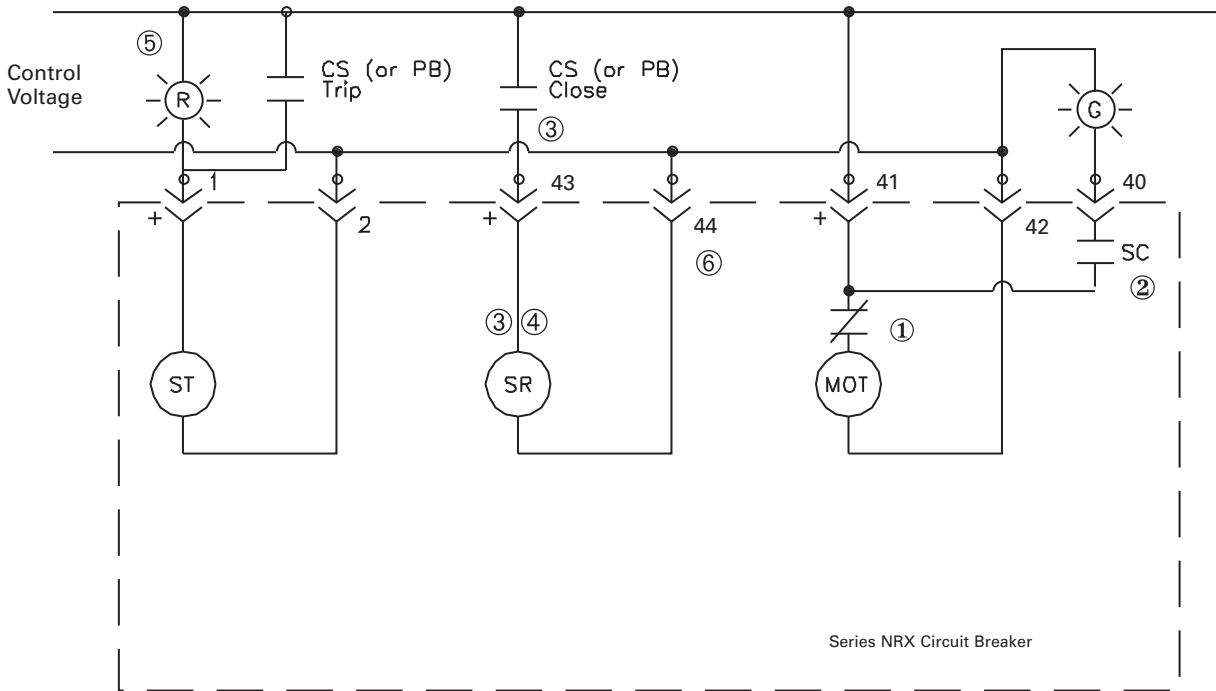 Control
Voltage
⑤
R
CS (or PB)
Trip
CS (or PB)
Close
③
G
1
+
2
43
+
44
⑥
41
+
42
40
SC
②
③ ④
①
ST
SR
MOT
Series NRX Circuit Breaker